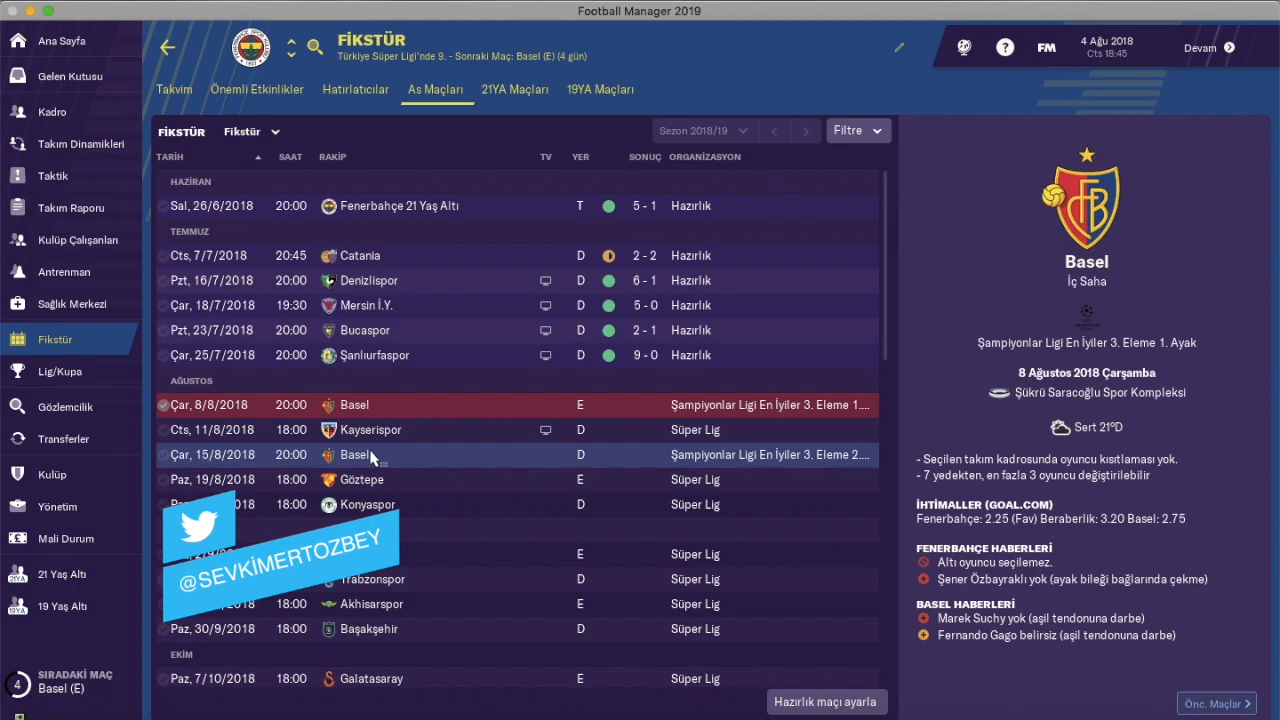 Football Manager 2019
Ana Sayfa
Gelen Kutusu
Kadro
Takım Dinamikleri
Taktik
Takım Raporu
Kulüp Çalışanları
Antrenman
Sağlık Merkezi
Fikstür
Lig/Kupa
Gözlemcilik
Transferler
Kulüp
Yönetim
Mali Durum
21YA 21 Yaş Altı
19YA 19 Yaş Altı
4 SIRADAKİ MAÇ
Basel (E)
FİKSTÜR
Türkiye Süper Ligi'nde 9. - Sonraki Maç: Basel (E) (4 gün)
? FM 4 Ağu 2018 Devam
Cts 18:45
Takvim Önemli Etkinlikler Hatırlatıcılar As Maçları 21YA Maçları 19YA Maçları
FİKSTÜR Fikstür Sezon 2018/19 Filtre
TARİH SAAT RAKİP TV YER SONUÇ ORGANİZASYON
HAZİRAN
Sal, 26/6/2018 20:00 Fenerbahçe 21 Yaş Altı T 5 - 1 Hazırlık
TEMMUZ
Cts, 7/7/2018 20:45 Catania D 2 - 2 Hazırlık
Pzt, 16/7/2018 20:00 Denizlispor D 6 - 1 Hazırlık
Çar, 18/7/2018 19:30 Mersin İ.Y. D 5 - 0 Hazırlık
Pzt, 23/7/2018 20:00 Bucaspor D 2 - 1 Hazırlık
Çar, 25/7/2018 20:00 Şanlıurfaspor D 9 - 0 Hazırlık
AĞUSTOS
Çar, 8/8/2018 20:00 Basel E Şampiyonlar Ligi En İyiler 3. Eleme 1....
Cts, 11/8/2018 18:00 Kayserispor D Süper Lig
Çar, 15/8/2018 20:00 Basel D Şampiyonlar Ligi En İyiler 3. Eleme 2....
Paz, 19/8/2018 18:00 Göztepe E Süper Lig
18:00 Konyaspor D Süper Lig
E Süper Lig
Trabzonspor D Süper Lig
18:00 Akhisarspor E Süper Lig
Paz, 30/9/2018 18:00 Başakşehir D Süper Lig
EKİM
Paz, 7/10/2018 18:00 Galatasaray E Süper Lig
Hazırlık maçı ayarla
@SEVKİMERTOZBEY
FCB
Basel
İç Saha
Şampiyonlar Ligi En İyiler 3. Eleme 1. Ayak
8 Ağustos 2018 Çarşamba
Şükrü Saracoğlu Spor Kompleksi
Sert 21°D
- Seçilen takım kadrosunda oyuncu kısıtlaması yok.
- 7 yedekten, en fazla 3 oyuncu değiştirilebilir
İHTİMALLER (GOAL.COM)
Fenerbahçe: 2.25 (Fav) Beraberlik: 3.20 Basel: 2.75
FENERBAHÇE HABERLERİ
Altı oyuncu seçilemez.
Şener Özbayraklı yok (ayak bileği bağlarında çekme)
BASEL HABERLERİ
Marek Suchy yok (aşil tendonuna darbe)
Fernando Gago belirsiz (aşil tendonuna darbe)
Önc. Maçlar